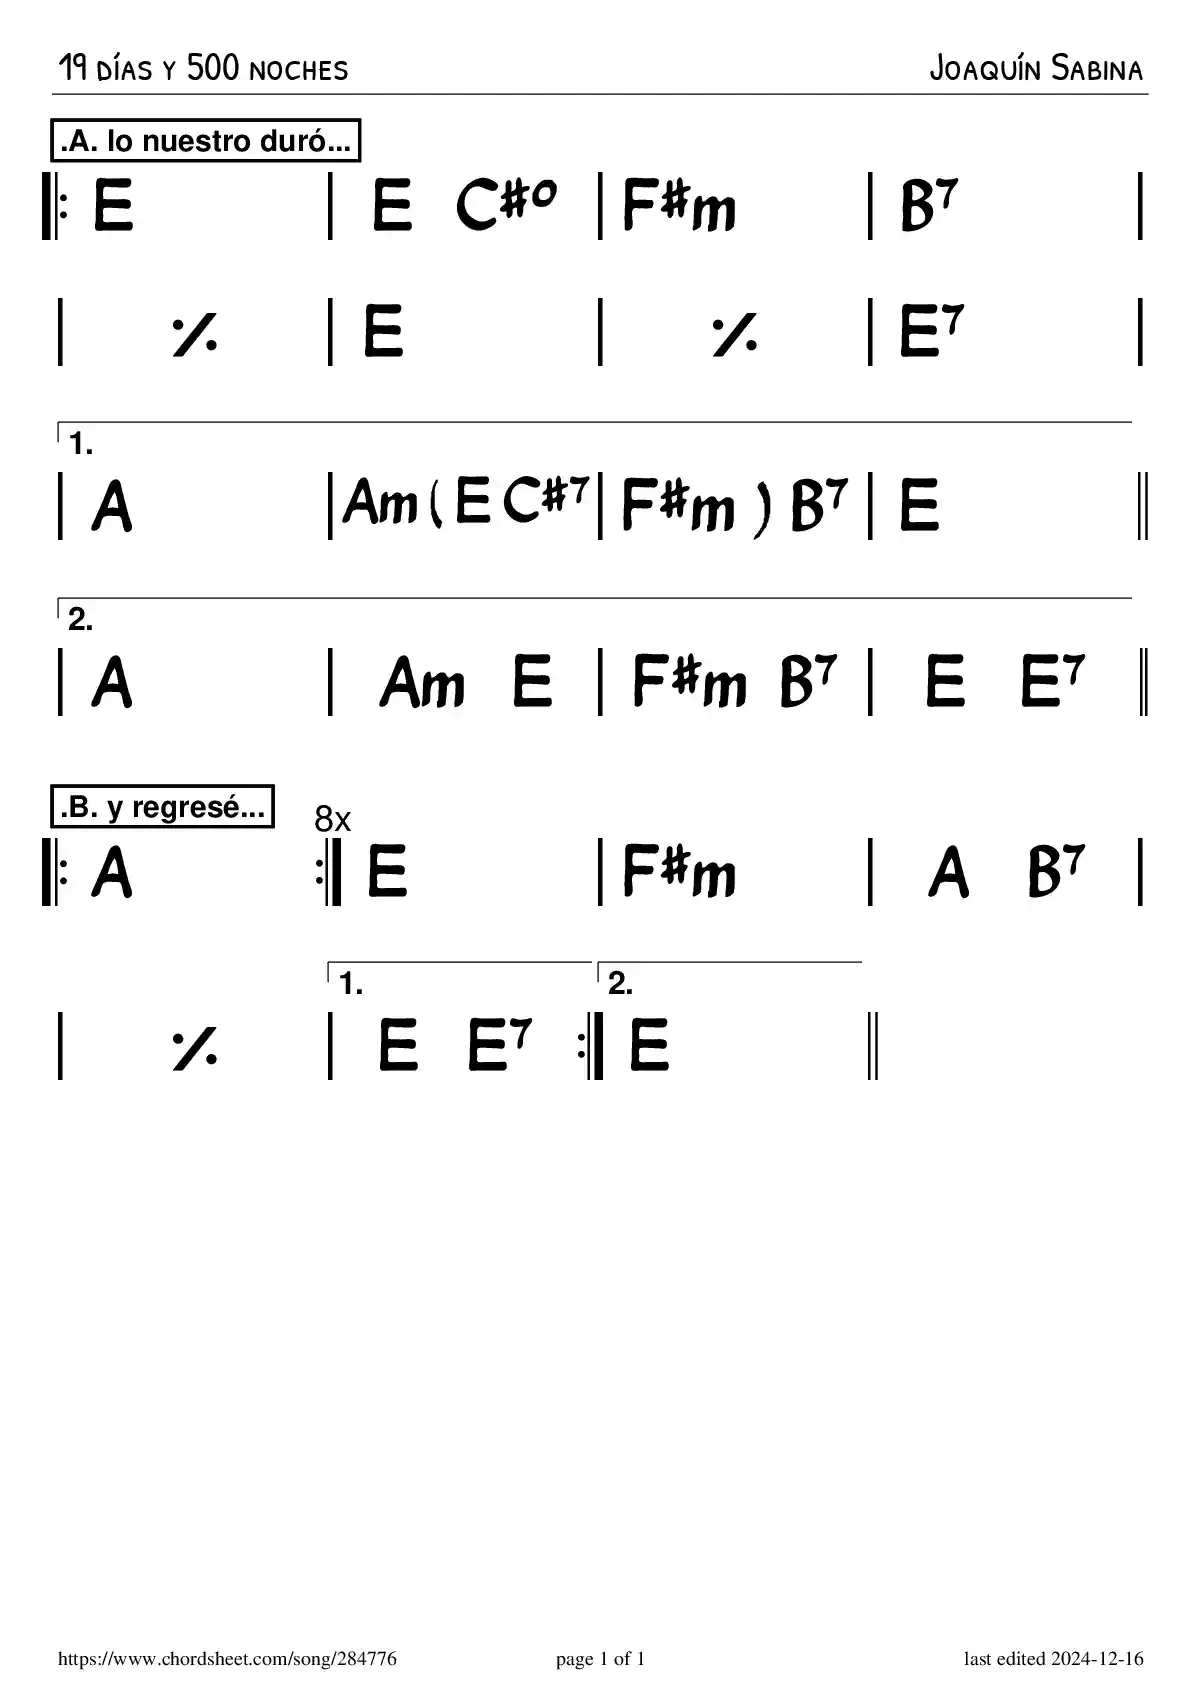 19 días y 500 noches Joaquín Sabina
.A. lo nuestro duró...
E | E C#o | F#m | B7 |
| % | E | % | E7 |
1.
| A | Am ( E C#7 | F#m ) B7 | E ||
2.
| A | Am E | F#m B7 | E E7 ||
.B. y regresé...
8x
A E | F#m | A B7 |
1. 2.
| % | E E7 E ||
https://www.chordsheet.com/song/284776 page 1 of 1 last edited 2024-12-16